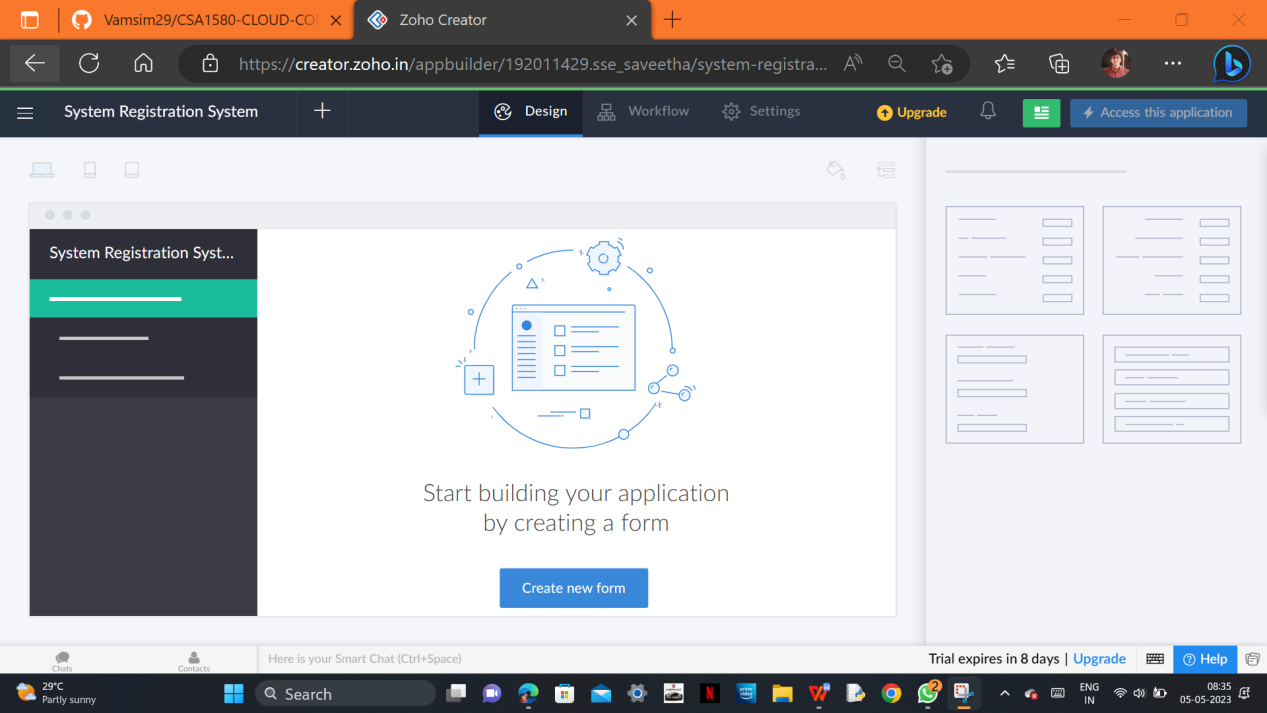 Vamsim29/CSA1580-CLOUD-CO
Zoho Creator
https://creator.zoho.in/appbuilder/192011429.sse_saveetha/system-registra...
System Registration System
Design
Workflow
Settings
Upgrade
Access this application
System Registration Syst...
Start building your application
by creating a form
Create new form
Chats
Contacts
Here is your Smart Chat (Ctrl+Space)
Trial expires in 8 days | Upgrade
Help
29°C
Partly sunny
Search
2
ENG
IN
08:35
05-05-2023